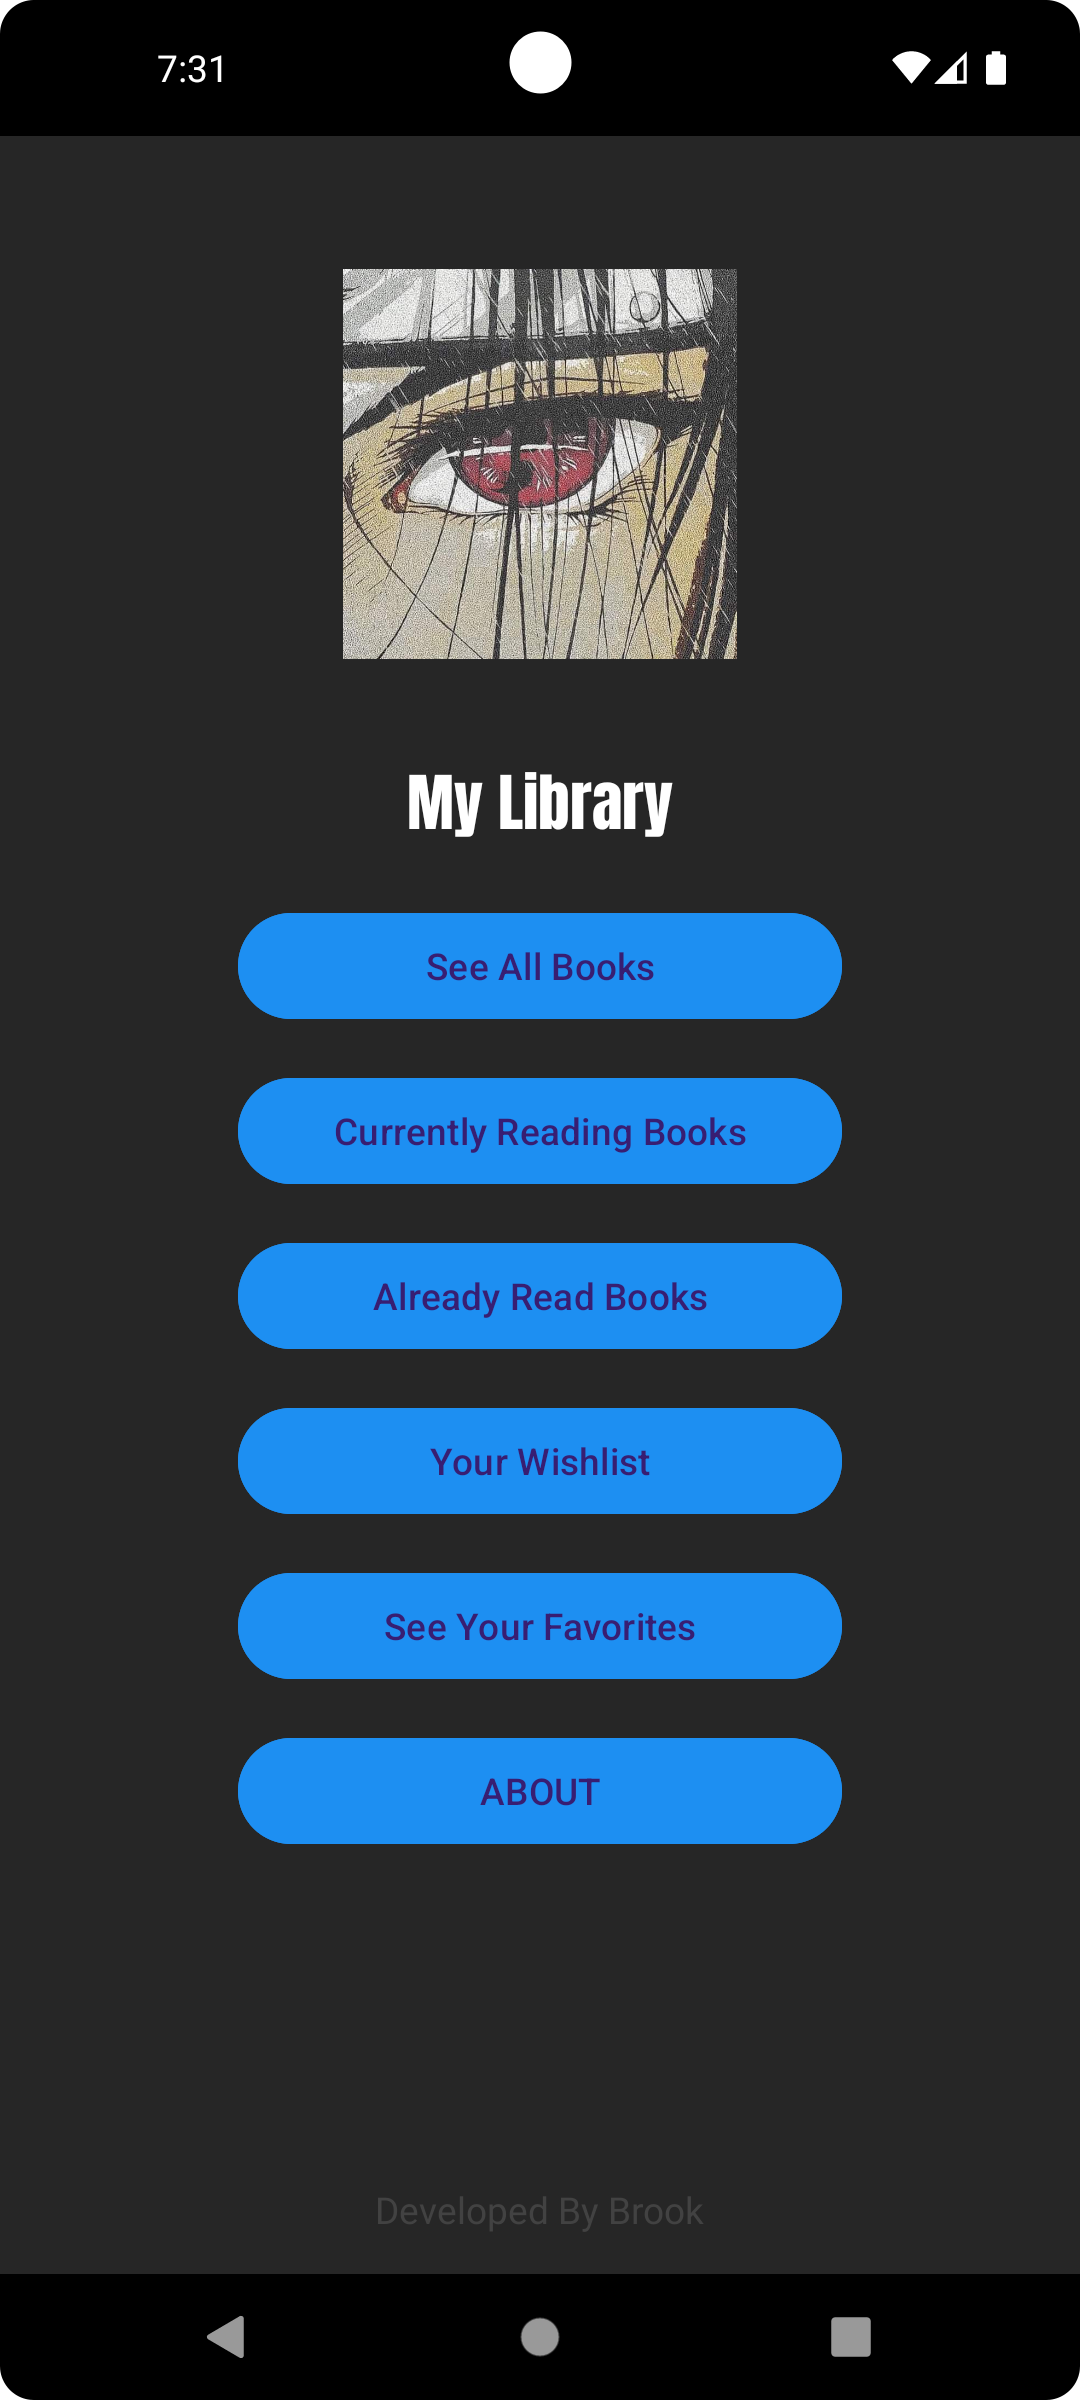 7:31
My Library
See All Books
Currently Reading Books
Already Read Books
Your Wishlist
See Your Favorites
ABOUT
Developed By Brook